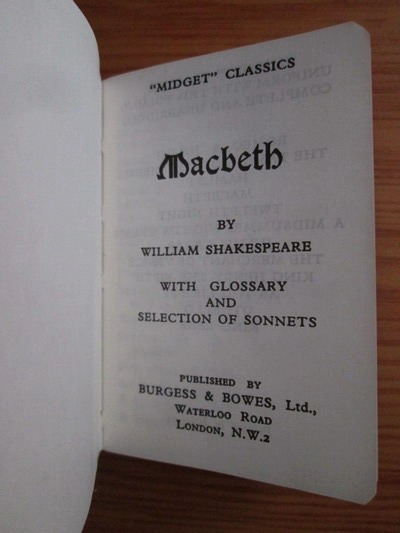 "MIDGET" CLASSICS
Macbeth
BY
WILLIAM SHAKESPEARE
WITH GLOSSARY
AND
SELECTION OF SONNETS
PUBLISHED BY
BURGESS & BOWES, Ltd.,
WATERLOO ROAD
LONDON, N.W.2